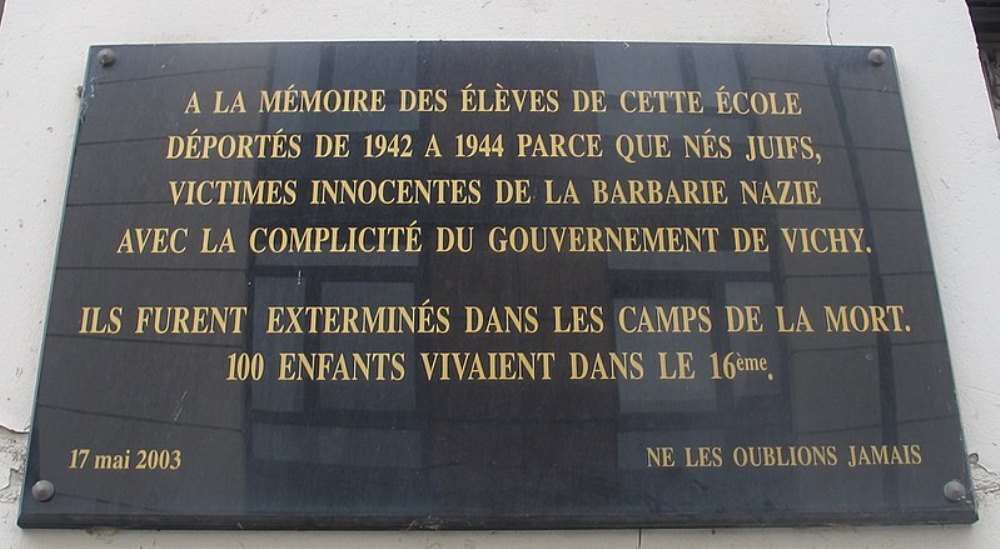 A LA MÉMOIRE DES ÉLÈVES DE CETTE ÉCOLE
DÉPORTÉS DE 1942 A 1944 PARCE QUE NÉS JUIFS,
VICTIMES INNOCENTES DE LA BARBARIE NAZIE
AVEC LA COMPLICITÉ DU GOUVERNEMENT DE VICHY.
ILS FURENT EXTERMINÉS DANS LES CAMPS DE LA MORT.
100 ENFANTS VIVAIENT DANS LE 16ème.
17 mai 2003
NE LES OUBLIONS JAMAIS